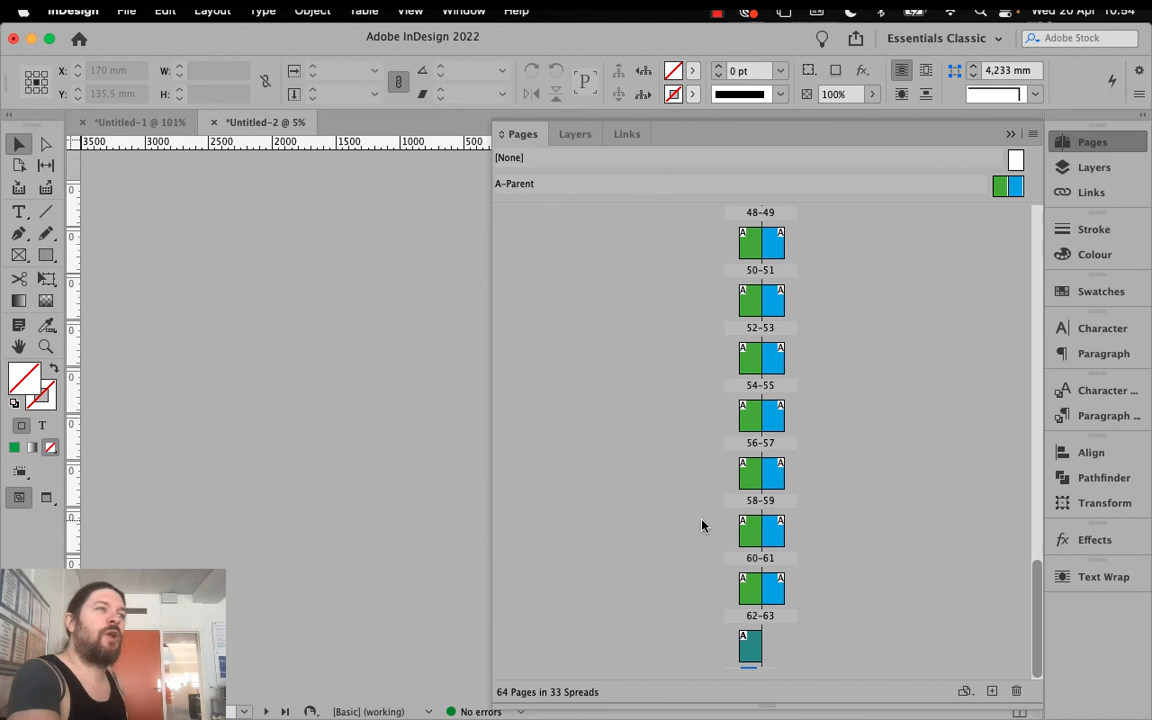 InDesign File Edit Layout Type Object Table View Window Help Wed 20 Apr 10:54
Adobe InDesign 2022 Essentials Classic Adobe Stock
X: 170 mm W: 0 pt 4,233 mm
Y: 135,5 mm H: 100%
*Untitled-1 @ 101% *Untitled-2 @ 5%
3500 3000 2500 2000 1500 1000 500
Pages Layers Links
[None]
A-Parent
48-49
50-51
52-53
54-55
56-57
58-59
60-61
62-63
64 Pages in 33 Spreads
Pages
Layers
Links
Stroke
Colour
Swatches
Character
Paragraph
Character ...
Paragraph ...
Align
Pathfinder
Transform
Effects
Text Wrap
[Basic] (working) No errors